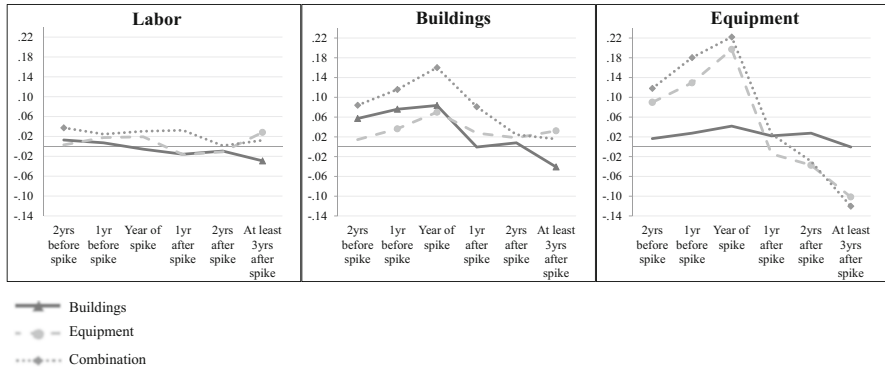 Labor
.22
.18
.14
.10
.06
.02
-.02
-.06
-.10
-.14
2yrs before spike
1yr before spike
Year of spike
1yr after spike
2yrs after spike
At least 3yrs after spike
Buildings
.22
.18
.14
.10
.06
.02
-.02
-.06
-.10
-.14
2yrs before spike
1yr before spike
Year of spike
1yr after spike
2yrs after spike
At least 3yrs after spike
Equipment
.22
.18
.14
.10
.06
.02
-.02
-.06
-.10
-.14
2yrs before spike
1yr before spike
Year of spike
1yr after spike
2yrs after spike
At least 3yrs after spike
Buildings
Equipment
Combination